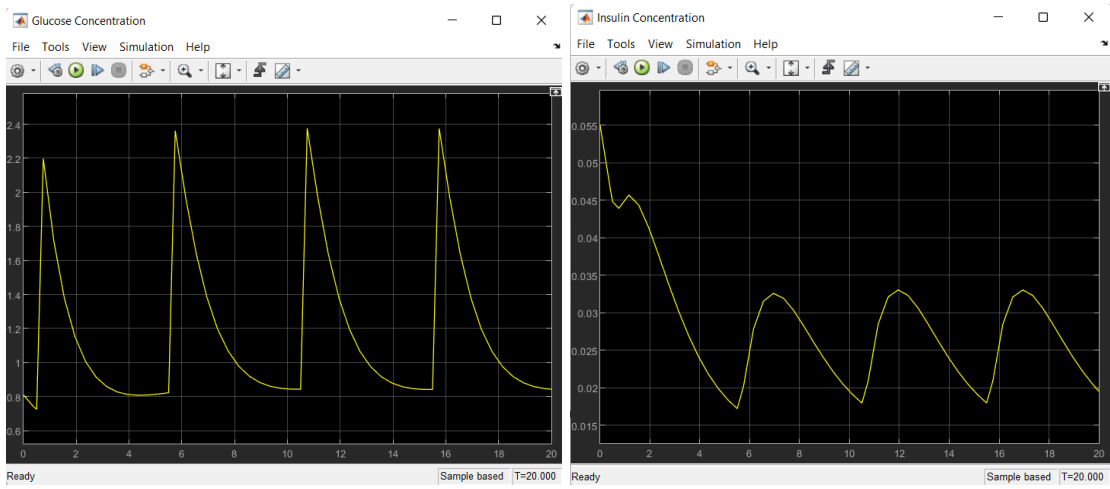 Glucose Concentration
File Tools View Simulation Help
2.4
2.2
2
1.8
1.6
1.4
1.2
1
0.8
0.6
0 2 4 6 8 10 12 14 16 18 20
Ready Sample based T=20.000
Insulin Concentration
File Tools View Simulation Help
0.055
0.05
0.045
0.04
0.035
0.03
0.025
0.02
0.015
0 2 4 6 8 10 12 14 16 18 20
Ready Sample based T=20.000